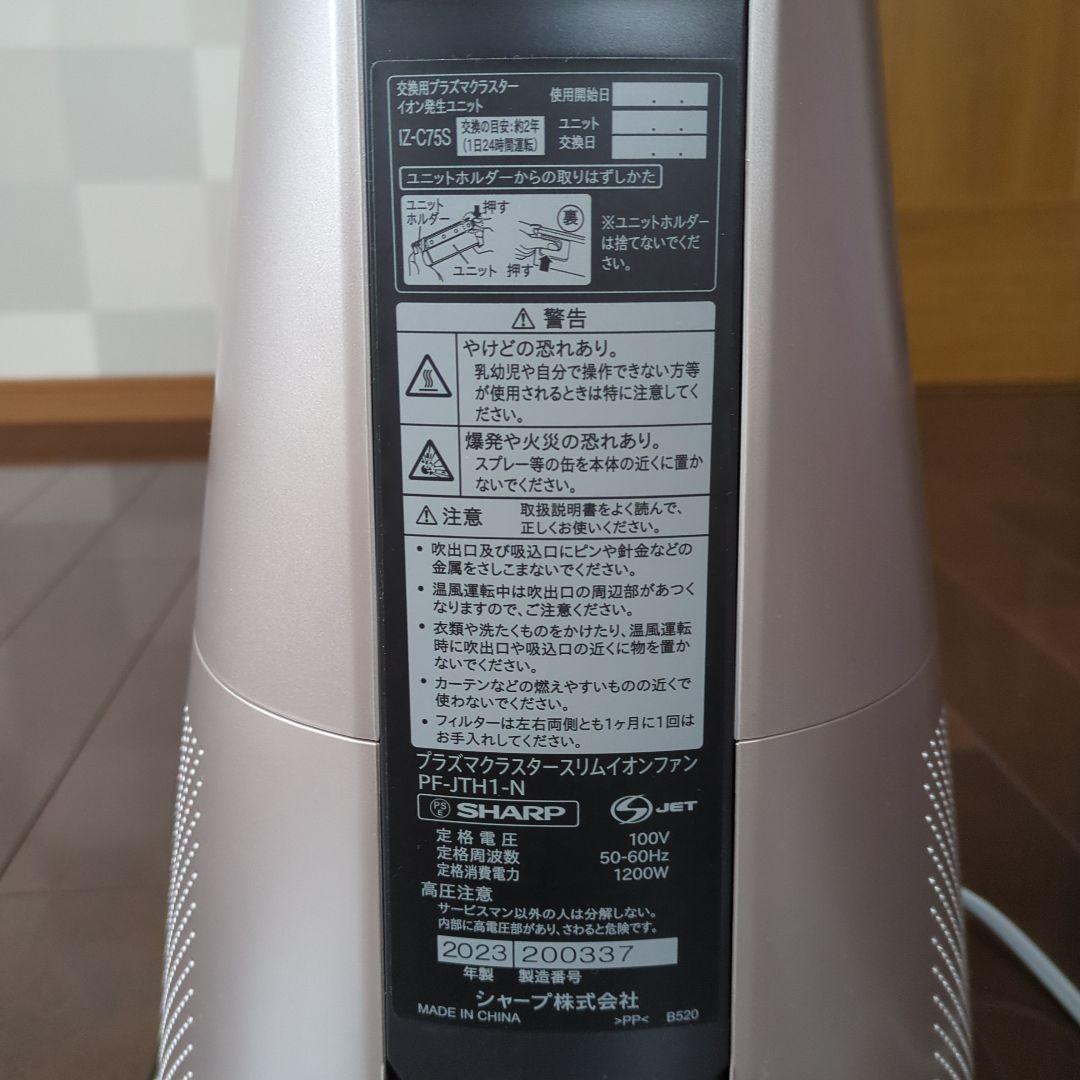 交換用プラズマクラスター
イオン発生ユニット
IZ-C75S
交換の目安:約2年
(1日24時間運転)
使用開始日
ユニット
交換日
ユニットホルダーからの取りはずしかた
ユニット
ホルダー
押す
ユニット
裏
押す
※ユニットホルダー
は捨てないでくだ
さい。
⚠ 警告
やけどの恐れあり。
乳幼児や自分で操作できない方等
が使用されるときは特に注意してく
ださい。
爆発や火災の恐れあり。
スプレー等の缶を本体の近くに置か
ないでください。
⚠ 注意
取扱説明書をよく読んで、
正しくお使いください。
• 吹出口及び吸込口にピンや針金などの
金属をさしこまないでください。
• 温風運転中は吹出口の周辺部があつく
なりますので、ご注意ください。
• 衣類や洗たくものをかけたり、温風運転
時に吹出口や吸込口の近くに物を置か
ないでください。
• カーテンなどの燃えやすいものの近くで
使わないでください。
• フィルターは左右両側とも1ヶ月に1回は
お手入れしてください。
プラズマクラスタースリムイオンファン
PF-JTH1-N
PSE SHARP
S JET
定格電圧 100V
定格周波数 50-60Hz
定格消費電力 1200W
高圧注意
サービスマン以外の人は分解しない。
内部に高電圧部があり、さわると危険です。
2023 200337
年製 製造番号
シャープ株式会社
MADE IN CHINA >PP< B520